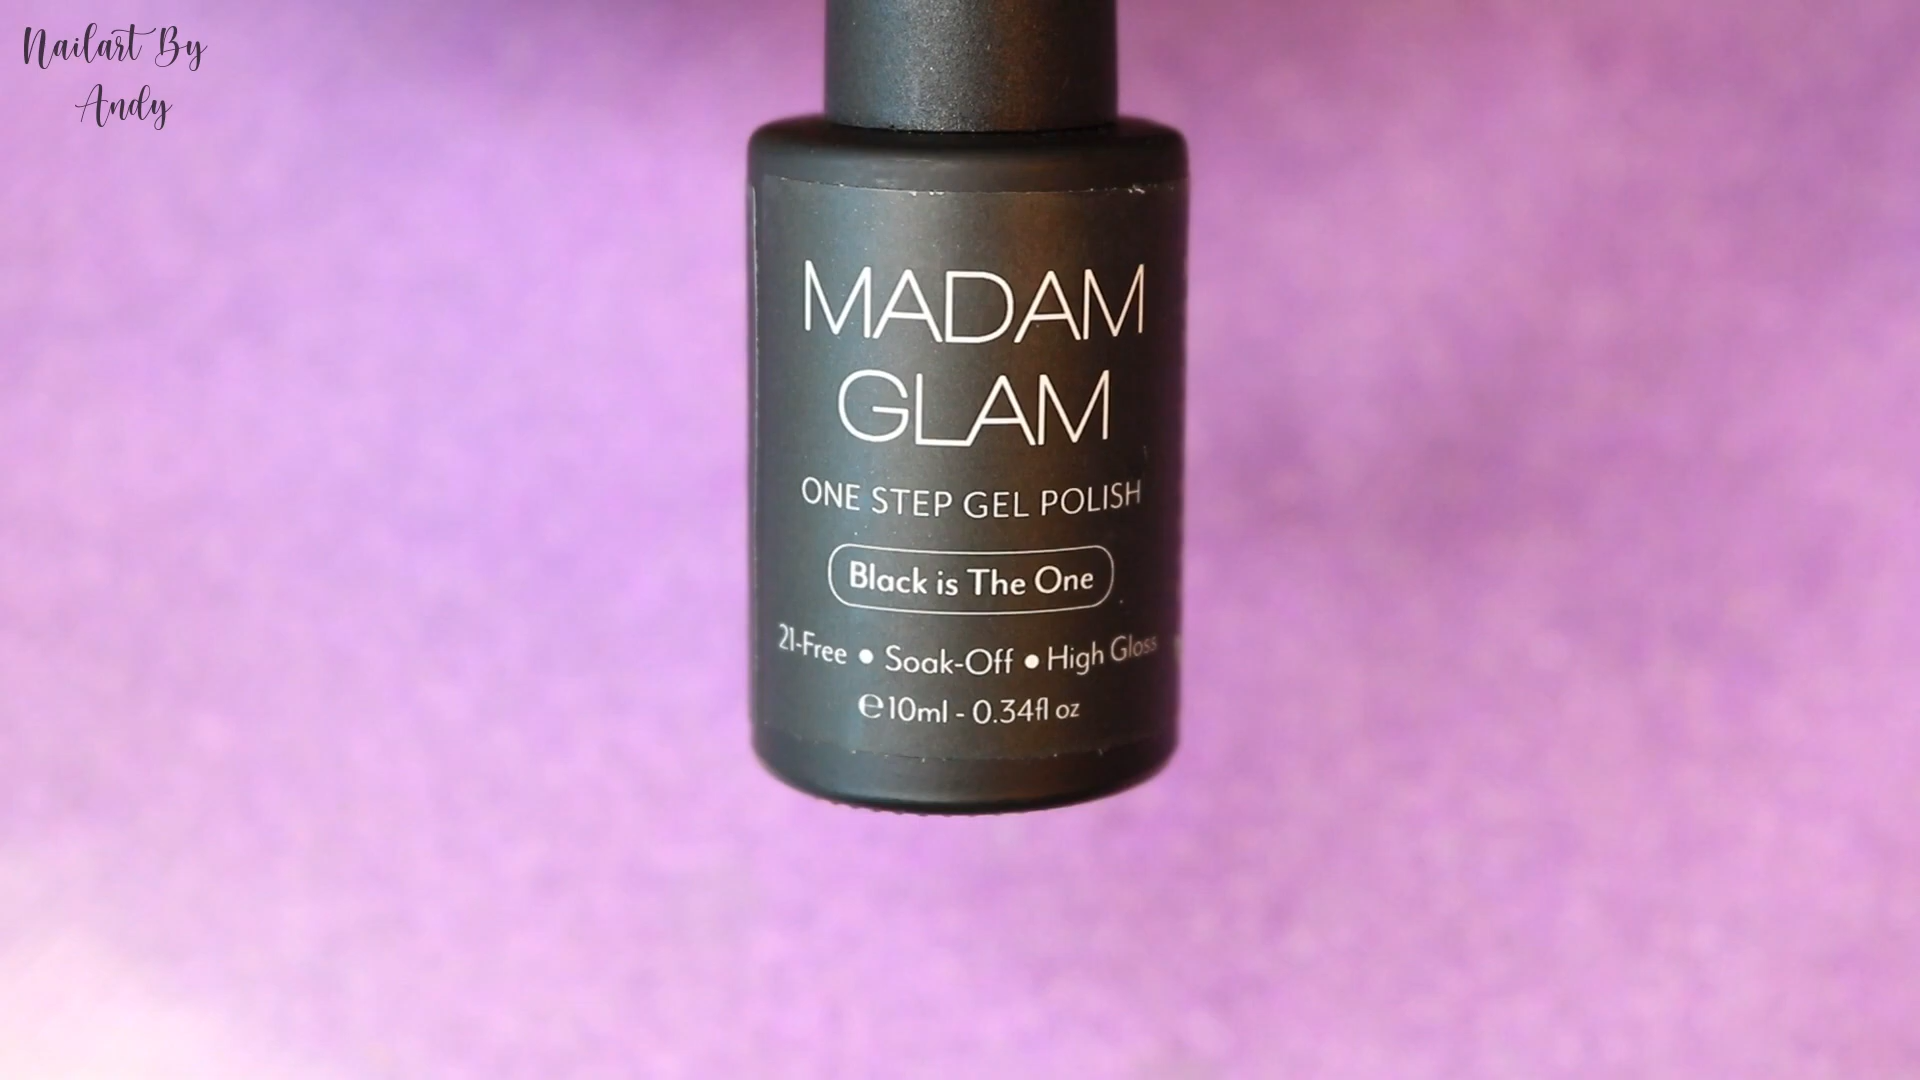 Nailart By
Andy
MADAM
GLAM
ONE STEP GEL POLISH
Black is The One
21-Free ● Soak-Off ● High Gloss
℮10ml - 0.34fl oz